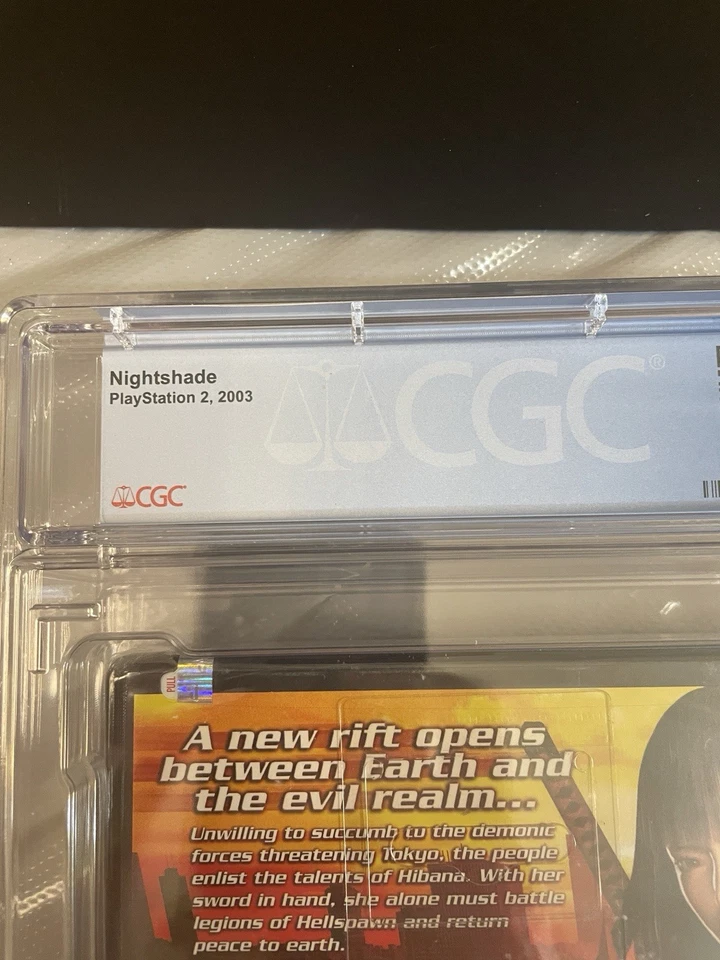 Nightshade
PlayStation 2, 2003
CGC®
CGC
PULL
A new rift opens
between Earth and
the evil realm...
Unwilling to succumb to the demonic
forces threatening Tokyo, the people
enlist the talents of Hibana. With her
sword in hand, she alone must battle
legions of Hellspawn and return
peace to earth.